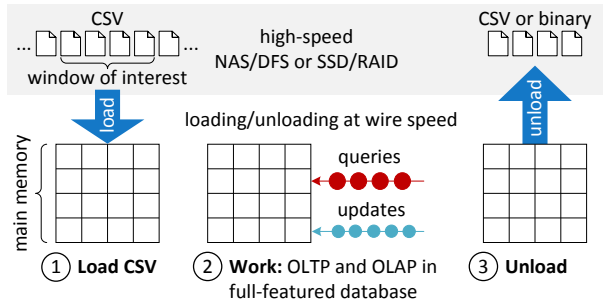 CSV
CSV or binary
... ...
high-speed
NAS/DFS or SSD/RAID
window of interest
load
unload
loading/unloading at wire speed
main memory
queries
updates
1 Load CSV
2 Work: OLTP and OLAP in
full-featured database
3 Unload